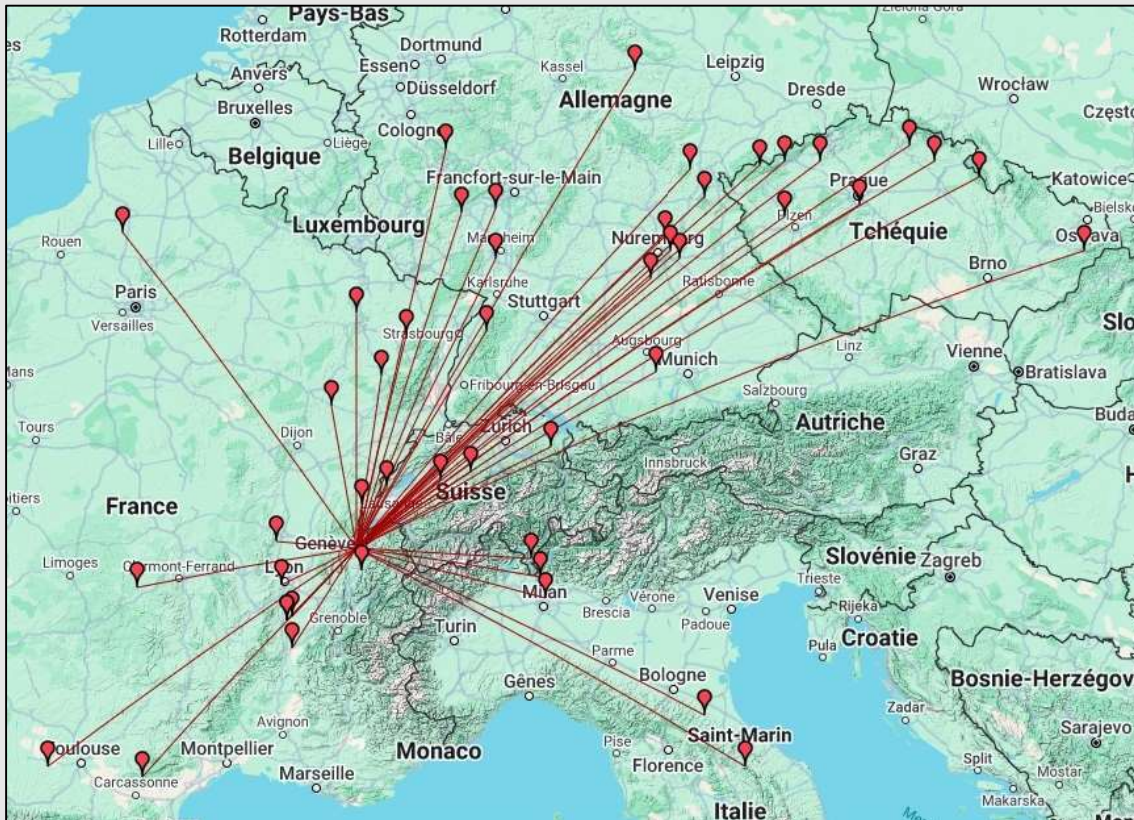 Pays-Bas
Rotterdam
Dortmund
Essen
Kassel
Leipzig
Zielona Góra
Anvers
Düsseldorf
Allemagne
Dresde
Wrocław
Bruxelles
Cologne
Lille
Liège
Belgique
Francfort-sur-le-Main
Prague
Katowice
Luxembourg
Plzen
Tchéquie
Rouen
Mannheim
Nuremberg
Ostrava
Brno
Paris
Karlsruhe
Ratisbonne
Versailles
Stuttgart
Strasbourg
Augsbourg
Linz
Vienne
Munich
Bratislava
Mans
Fribourg-en-Brisgau
Salzbourg
Tours
Dijon
Bâle
Zurich
Autriche
Innsbruck
Graz
Suisse
France
Lausanne
Genève
Slovénie
Zagreb
Limoges
Clermont-Ferrand
Lyon
Milan
Trieste
Grenoble
Brescia
Vérone
Venise
Rijeka
Turin
Padoue
Croatie
Pula
Parme
Bologne
Bosnie-Herzégov
Gênes
Zadar
Avignon
Saint-Marin
Sarajevo
Toulouse
Montpellier
Monaco
Pise
Florence
Split
Mostar
Carcassonne
Marseille
Makarska
Italie